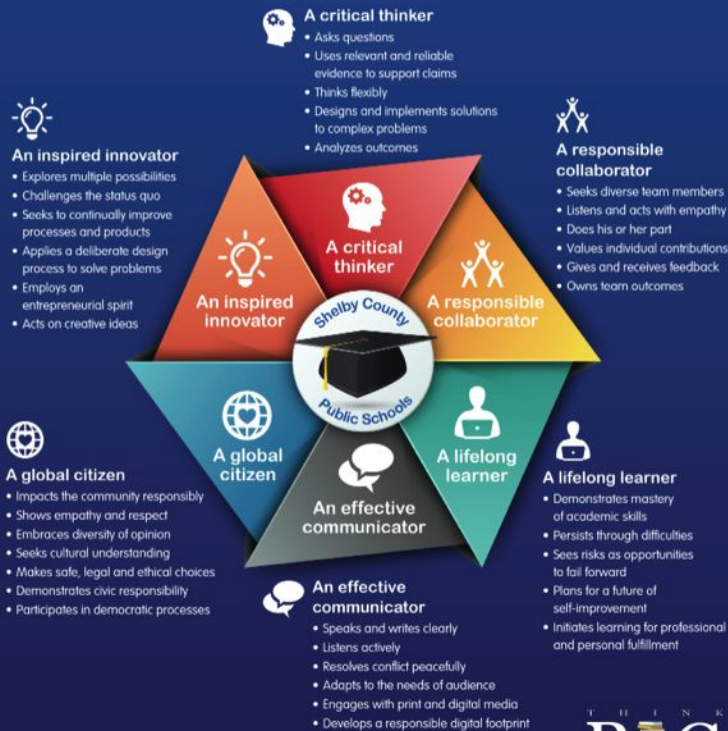 A critical thinker
• Asks questions
• Uses relevant and reliable
evidence to support claims
• Thinks flexibly
• Designs and implements solutions
to complex problems
• Analyzes outcomes
An inspired innovator
• Explores multiple possibilities
• Challenges the status quo
• Seeks to continually improve
processes and products
• Applies a deliberate design
process to solve problems
• Employs an
entrepreneurial spirit
• Acts on creative ideas
A responsible
collaborator
• Seeks diverse team members
• Listens and acts with empathy
• Does his or her part
• Values individual contributions
• Gives and receives feedback
• Owns team outcomes
A critical
thinker
An inspired
innovator
A responsible
collaborator
Shelby County
Public Schools
A global
citizen
A lifelong
learner
An effective
communicator
A global citizen
• Impacts the community responsibly
• Shows empathy and respect
• Embraces diversity of opinion
• Seeks cultural understanding
• Makes safe, legal and ethical choices
• Demonstrates civic responsibility
• Participates in democratic processes
A lifelong learner
• Demonstrates mastery
of academic skills
• Persists through difficulties
• Sees risks as opportunities
to fail forward
• Plans for a future of
self-improvement
• Initiates learning for professional
and personal fulfillment
An effective
communicator
• Speaks and writes clearly
• Listens actively
• Resolves conflict peacefully
• Adapts to the needs of audience
• Engages with print and digital media
• Develops a responsible digital footprint
THINK